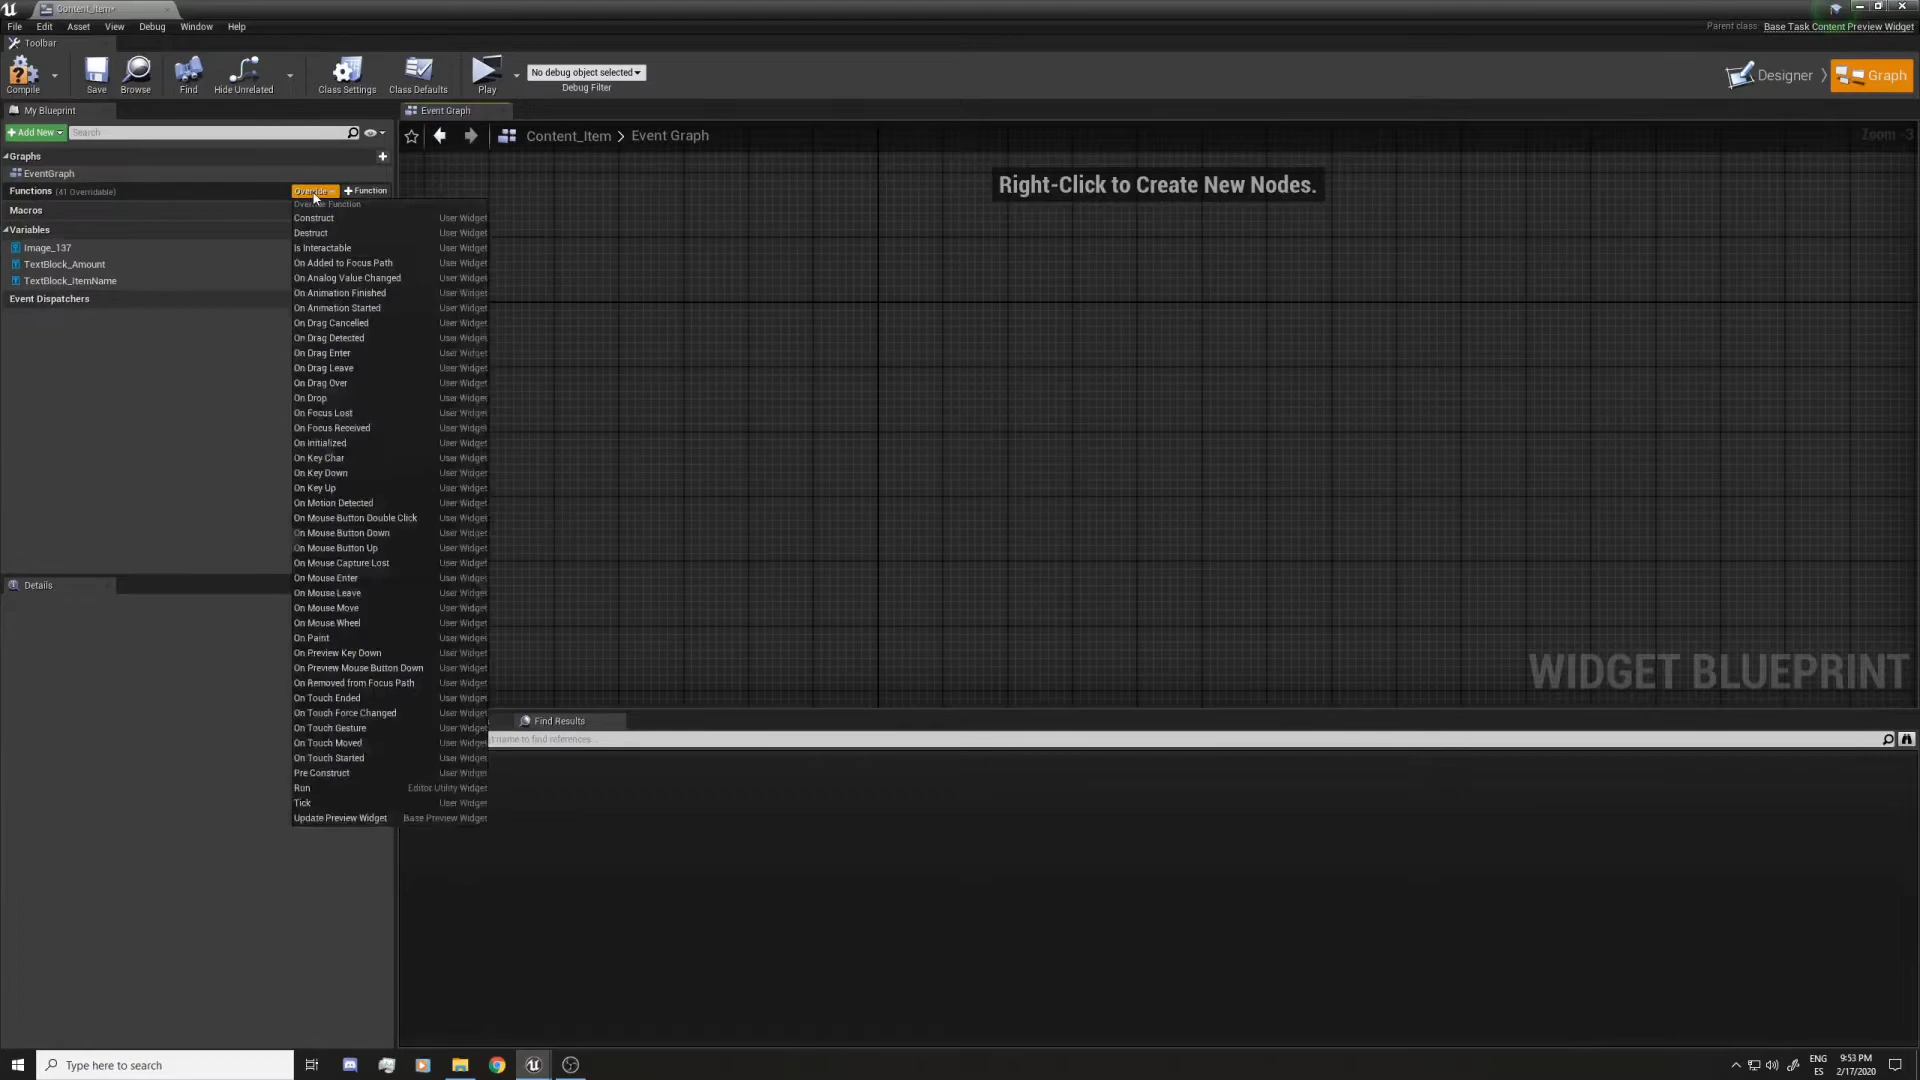 Content_Item*
File Edit Asset View Debug Window Help
Parent class: Base Task Content Preview Widget
Toolbar
Compile Save Browse Find Hide Unrelated Class Settings Class Defaults Play
No debug object selected
Debug Filter
Designer
Graph
My Blueprint
Event Graph
+Add New
Search
Content_Item > Event Graph
Zoom -3
Graphs
EventGraph
Functions (41 Overridable)
Override
+ Function
Right-Click to Create New Nodes.
Override Function
Macros
Variables
Image_137
TextBlock_Amount
TextBlock_ItemName
Event Dispatchers
Construct User Widget
Destruct User Widget
Is Interactable User Widget
On Added to Focus Path User Widget
On Analog Value Changed User Widget
On Animation Finished User Widget
On Animation Started User Widget
On Drag Cancelled User Widget
On Drag Detected User Widget
On Drag Enter User Widget
On Drag Leave User Widget
On Drag Over User Widget
On Drop User Widget
On Focus Lost User Widget
On Focus Received User Widget
On Initialized User Widget
On Key Char User Widget
On Key Down User Widget
On Key Up User Widget
On Motion Detected User Widget
On Mouse Button Double Click User Widget
On Mouse Button Down User Widget
On Mouse Button Up User Widget
On Mouse Capture Lost User Widget
On Mouse Enter User Widget
On Mouse Leave User Widget
On Mouse Move User Widget
On Mouse Wheel User Widget
On Paint User Widget
On Preview Key Down User Widget
On Preview Mouse Button Down User Widget
On Removed from Focus Path User Widget
On Touch Ended User Widget
On Touch Force Changed User Widget
On Touch Gesture User Widget
On Touch Moved User Widget
On Touch Started User Widget
Pre Construct User Widget
Run Editor Utility Widget
Tick User Widget
Update Preview Widget Base Preview Widget
Details
WIDGET BLUEPRINT
Find Results
t name to find references...
Type here to search
ENG
ES
9:53 PM
2/17/2020